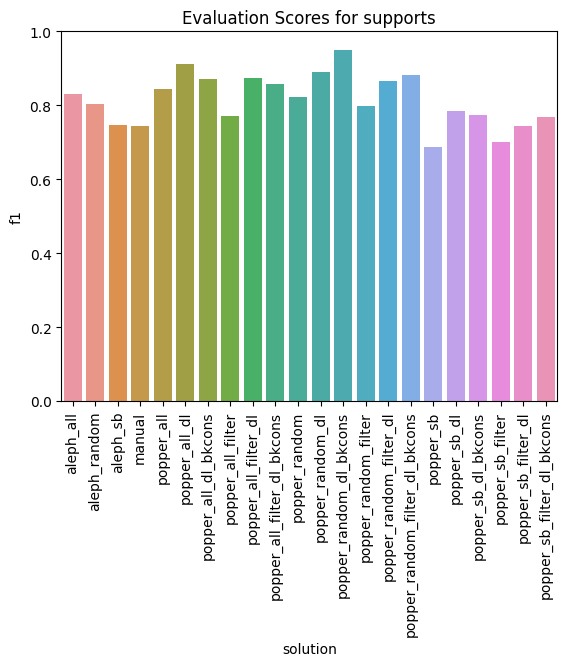 Evaluation Scores for supports
1.0
0.8
0.6
0.4
0.2
0.0
f1
aleph_all
aleph_random
aleph_sb
manual
popper_all
popper_all_dl
popper_all_dl_bkcons
popper_all_filter
popper_all_filter_dl
popper_all_filter_dl_bkcons
popper_random
popper_random_dl
popper_random_dl_bkcons
popper_random_filter
popper_random_filter_dl
popper_random_filter_dl_bkcons
popper_sb
popper_sb_dl
popper_sb_dl_bkcons
popper_sb_filter
popper_sb_filter_dl
popper_sb_filter_dl_bkcons
solution